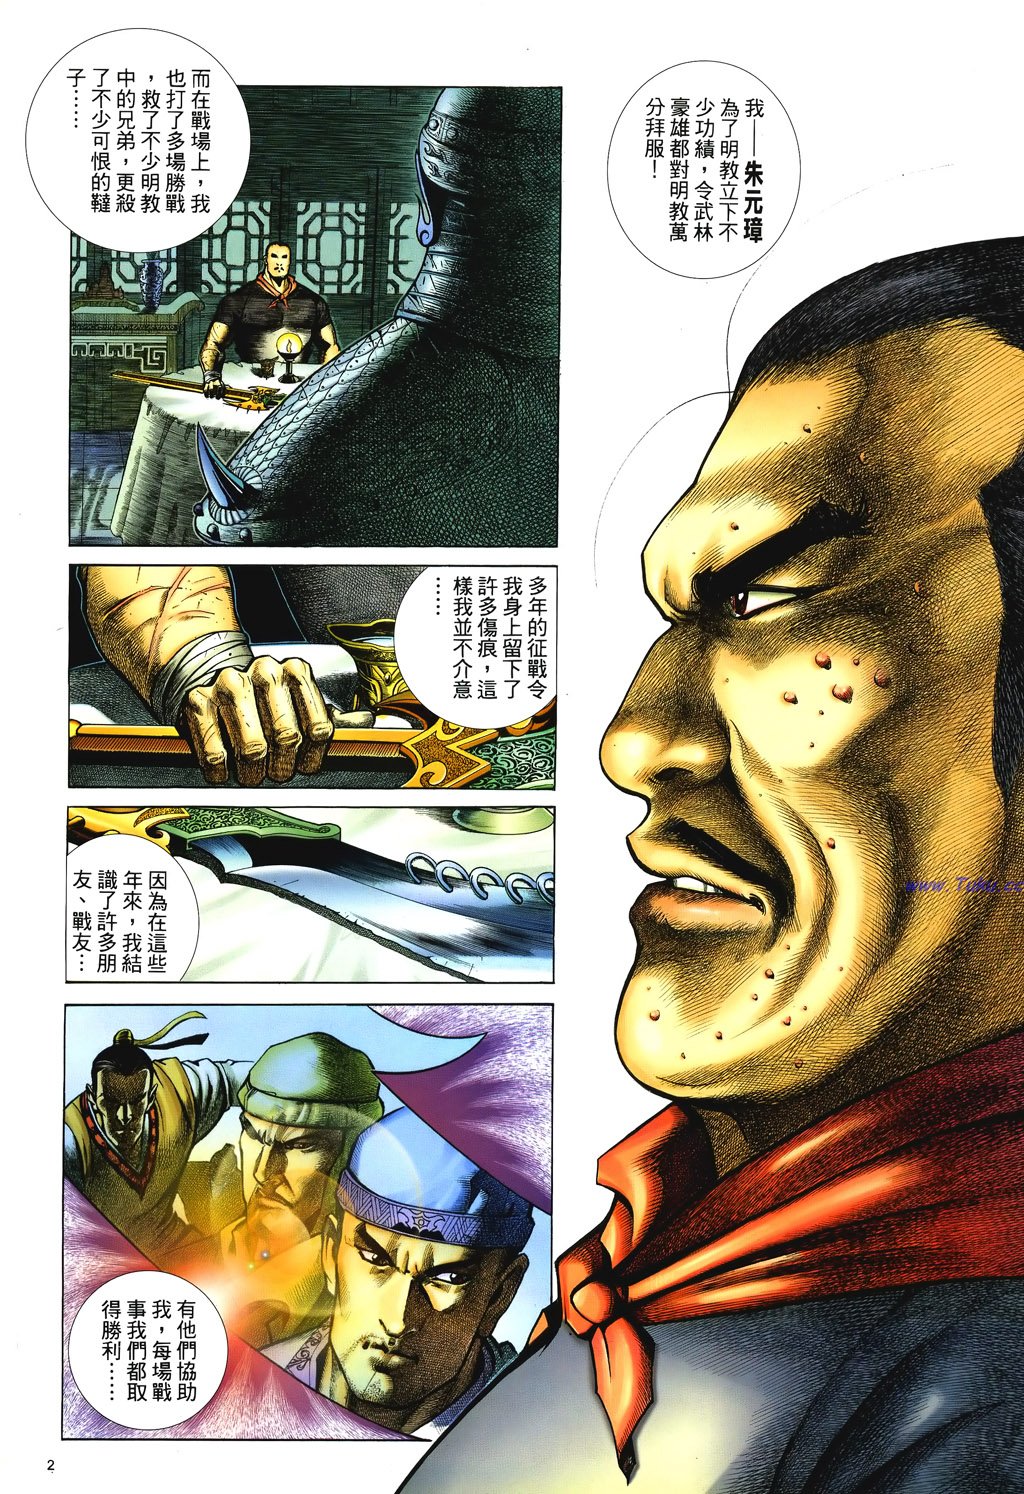 我──朱元璋
為了明教立下不
少功績，令武林
豪雄都對明教萬
分拜服！
而在戰場上，我
也打了多場勝戰
，救了不少明教
中的兄弟，更殺
了不少可恨的韃
子……
多年的征戰令
我身上留下了
許多傷痕，這
樣我並不介意
……
因為在這些
年來，我結
識了許多朋
友、戰友…
有他們協助
我，每場戰
事我們都取
得勝利……
www.Tuku.cc
2